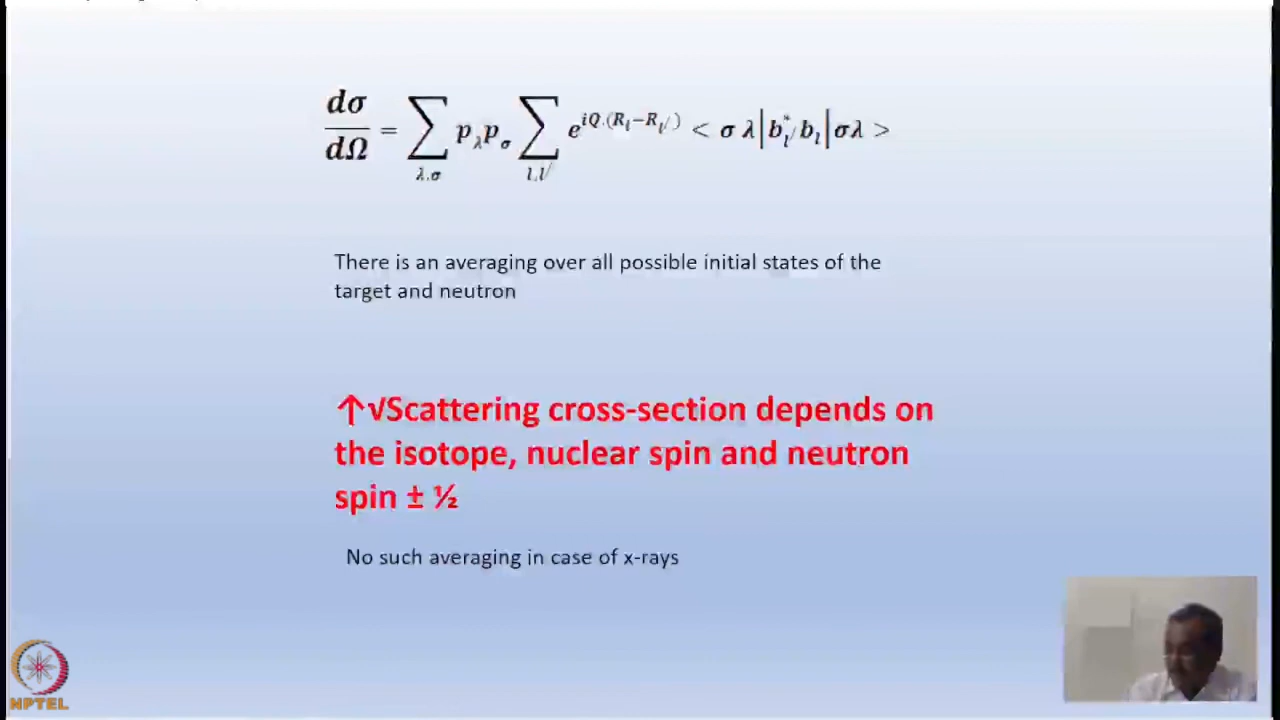 dσ/dΩ = ∑_{λ,σ} p_λ p_σ ∑_{l,l′} e^{iQ.(R_l−R_{l′})} < σ λ|b*_{l′} b_l|σλ >
There is an averaging over all possible initial states of the
target and neutron
↑√Scattering cross-section depends on
the isotope, nuclear spin and neutron
spin ± ½
No such averaging in case of x-rays
NPTEL